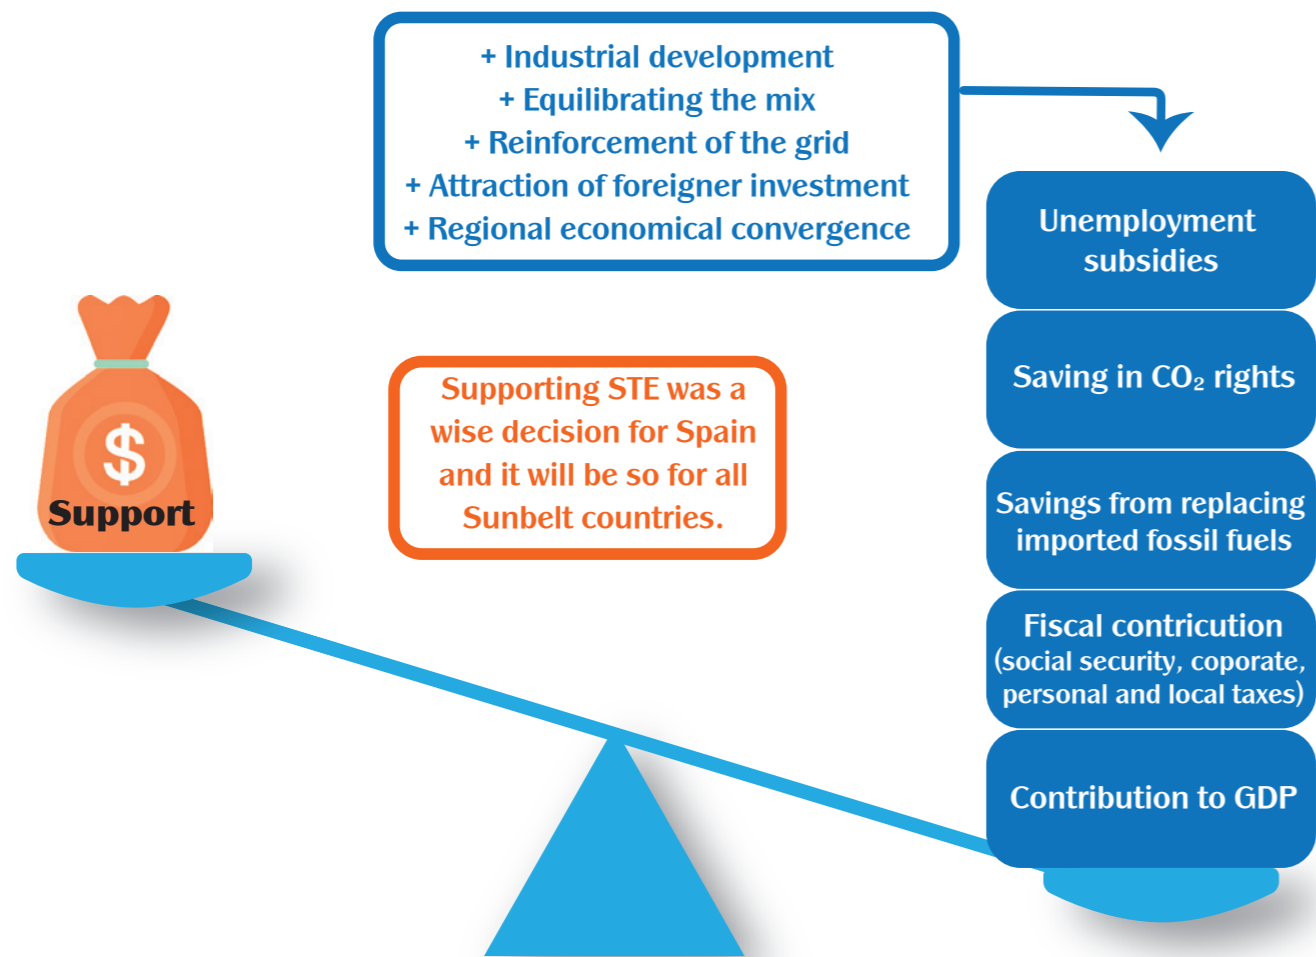 + Industrial development
+ Equilibrating the mix
+ Reinforcement of the grid
+ Attraction of foreigner investment
+ Regional economical convergence
Unemployment
subsidies
Saving in CO₂ rights
Savings from replacing
imported fossil fuels
Fiscal contricution
(social security, coporate,
personal and local taxes)
Contribution to GDP
Supporting STE was a
wise decision for Spain
and it will be so for all
Sunbelt countries.
$
Support